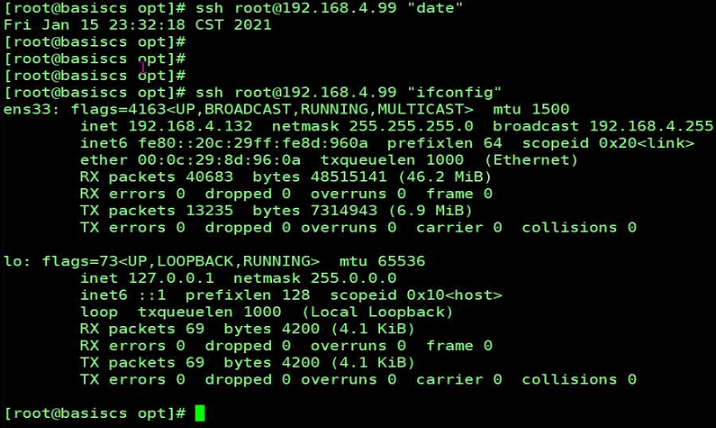 [root@basiscs opt]# ssh root@192.168.4.99 "date"
Fri Jan 15 23:32:18 CST 2021
[root@basiscs opt]#
[root@basiscs opt]#
[root@basiscs opt]#
[root@basiscs opt]# ssh root@192.168.4.99 "ifconfig"
ens33: flags=4163<UP,BROADCAST,RUNNING,MULTICAST>  mtu 1500
        inet 192.168.4.132  netmask 255.255.255.0  broadcast 192.168.4.255
        inet6 fe80::20c:29ff:fe8d:960a  prefixlen 64  scopeid 0x20<link>
        ether 00:0c:29:8d:96:0a  txqueuelen 1000  (Ethernet)
        RX packets 40683  bytes 48515141 (46.2 MiB)
        RX errors 0  dropped 0  overruns 0  frame 0
        TX packets 13235  bytes 7314943 (6.9 MiB)
        TX errors 0  dropped 0 overruns 0  carrier 0  collisions 0
lo: flags=73<UP,LOOPBACK,RUNNING>  mtu 65536
        inet 127.0.0.1  netmask 255.0.0.0
        inet6 ::1  prefixlen 128  scopeid 0x10<host>
        loop  txqueuelen 1000  (Local Loopback)
        RX packets 69  bytes 4200 (4.1 KiB)
        RX errors 0  dropped 0  overruns 0  frame 0
        TX packets 69  bytes 4200 (4.1 KiB)
        TX errors 0  dropped 0 overruns 0  carrier 0  collisions 0
[root@basiscs opt]#